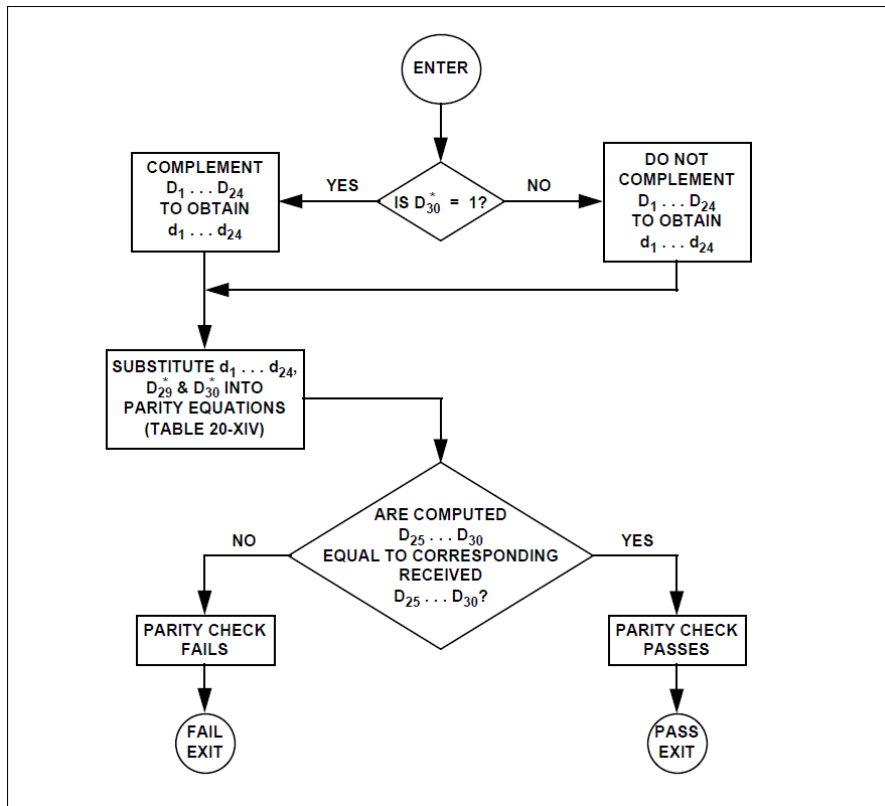 ENTER
COMPLEMENT
D₁ . . . D₂₄
TO OBTAIN
d₁ . . . d₂₄
YES
IS D*₃₀ = 1?
NO
DO NOT
COMPLEMENT
D₁ . . . D₂₄
TO OBTAIN
d₁ . . . d₂₄
SUBSTITUTE d₁ . . . d₂₄,
D*₂₉ & D*₃₀ INTO
PARITY EQUATIONS
(TABLE 20-XIV)
ARE COMPUTED
D₂₅ . . . D₃₀
EQUAL TO CORRESPONDING
RECEIVED
D₂₅ . . . D₃₀?
NO
YES
PARITY CHECK
FAILS
PARITY CHECK
PASSES
FAIL
EXIT
PASS
EXIT